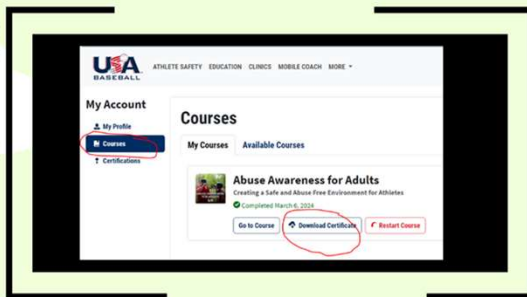 USA
BASEBALL
ATHLETE SAFETY EDUCATION CLINICS MOBILE COACH MORE
My Account
My Profile
Courses
Certifications
Courses
My Courses Available Courses
Abuse Awareness for Adults
Creating a Safe and Abuse Free Environment for Athletes
Completed March 6, 2024
Go to Course Download Certificate Restart Course